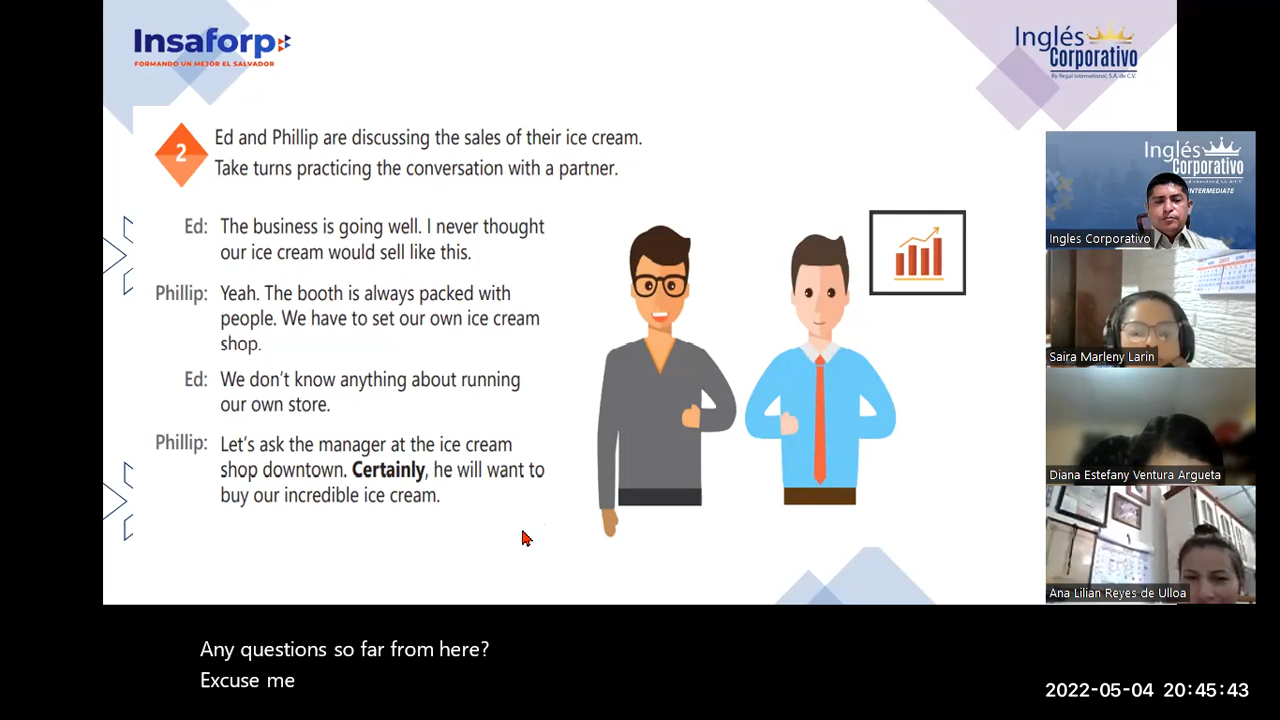 Insaforp
FORMANDO UN MEJOR EL SALVADOR
Inglés
Corporativo
By Regal International, S.A. de C.V.
2
Ed and Phillip are discussing the sales of their ice cream.
Take turns practicing the conversation with a partner.
Ed: The business is going well. I never thought
our ice cream would sell like this.
Phillip: Yeah. The booth is always packed with
people. We have to set our own ice cream
shop.
Ed: We don't know anything about running
our own store.
Phillip: Let's ask the manager at the ice cream
shop downtown. Certainly, he will want to
buy our incredible ice cream.
Inglés
Corporativo
INTERMEDIATE
Ingles Corporativo
Saira Marleny Larin
Diana Estefany Ventura Argueta
Ana Lilian Reyes de Ulloa
Any questions so far from here?
Excuse me
2022-05-04 20:45:43